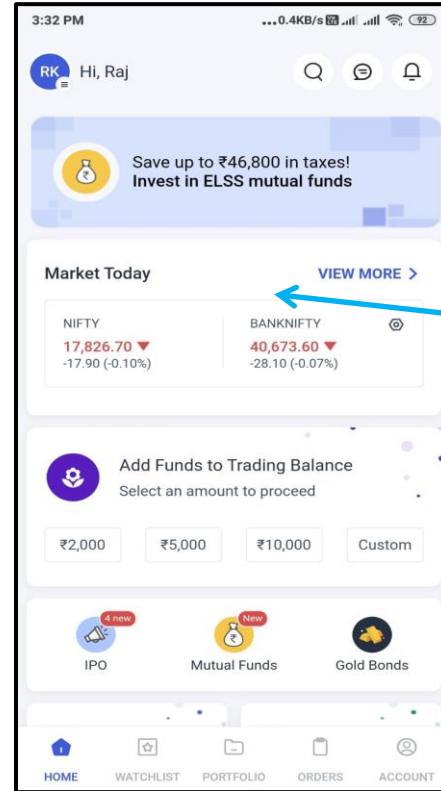 3:32 PM ...0.4KB/s 92
RK Hi, Raj
Save up to ₹46,800 in taxes!
Invest in ELSS mutual funds
Market Today VIEW MORE >
NIFTY BANKNIFTY
17,826.70 ▼ 40,673.60 ▼
-17.90 (-0.10%) -28.10 (-0.07%)
Add Funds to Trading Balance
Select an amount to proceed
₹2,000 ₹5,000 ₹10,000 Custom
4 new New
IPO Mutual Funds Gold Bonds
HOME WATCHLIST PORTFOLIO ORDERS ACCOUNT